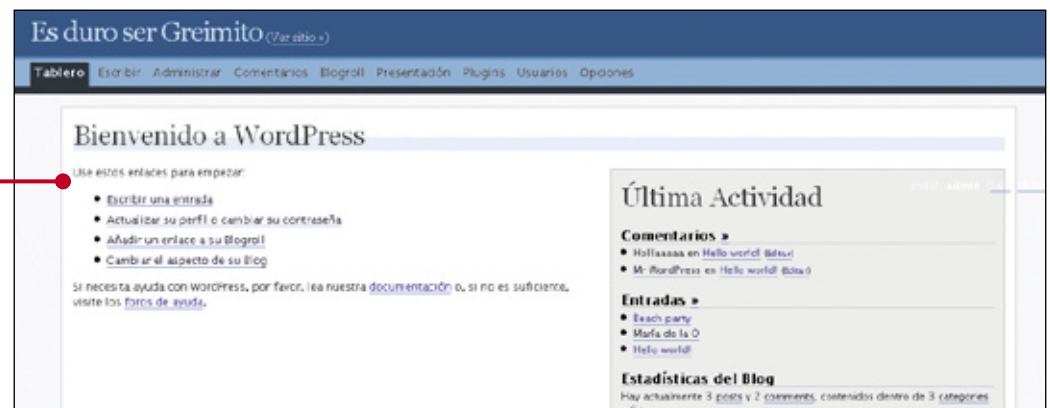 Es duro ser Greimito (Ver sitio »)
Tablero Escribir Administrar Comentarios Blogroll Presentación Plugins Usuarios Opciones
Bienvenido a WordPress
Use estos enlaces para empezar:
Escribir una entrada
Actualizar su perfil o cambiar su contraseña
Añadir un enlace a su Blogroll
Cambiar el aspecto de su Blog
Si necesita ayuda con WordPress, por favor, lea nuestra documentación o, si no es suficiente,
visite los foros de ayuda.
Última Actividad
Comentarios »
Hollaaaaa en Hello world! (Editar)
Mr WordPress en Hello world! (Editar)
Entradas »
Beach party
María de la O
Hello world!
Estadísticas del Blog
Hay actualmente 3 posts y 2 comments, contenidos dentro de 3 categories